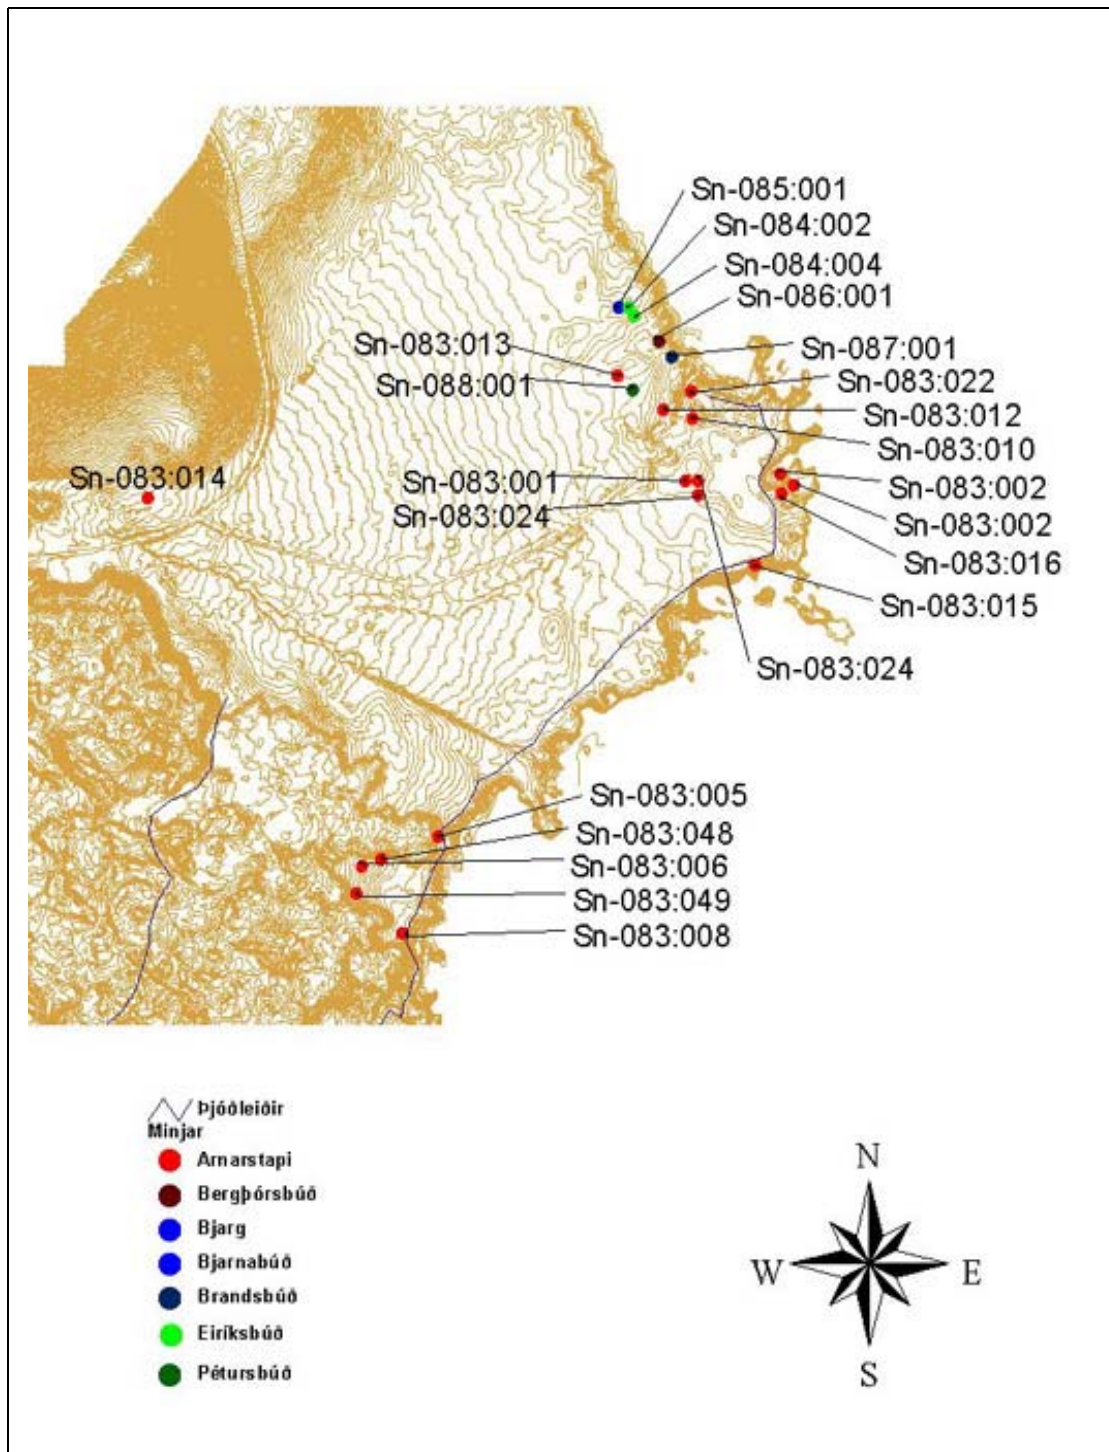 Sn-085:001
Sn-084:002
Sn-084:004
Sn-086:001
Sn-083:013
Sn-087:001
Sn-088:001
Sn-083:022
Sn-083:012
Sn-083:010
Sn-083:014
Sn-083:001
Sn-083:002
Sn-083:024
Sn-083:002
Sn-083:016
Sn-083:015
Sn-083:024
Sn-083:005
Sn-083:048
Sn-083:006
Sn-083:049
Sn-083:008
Þjóðleiðir
Minjar
Arnarstapi
Bergþórsbúð
Bjarg
Bjarnabúð
Brandsbúð
Eiríksbúð
Pétursbúð
N
W E
S